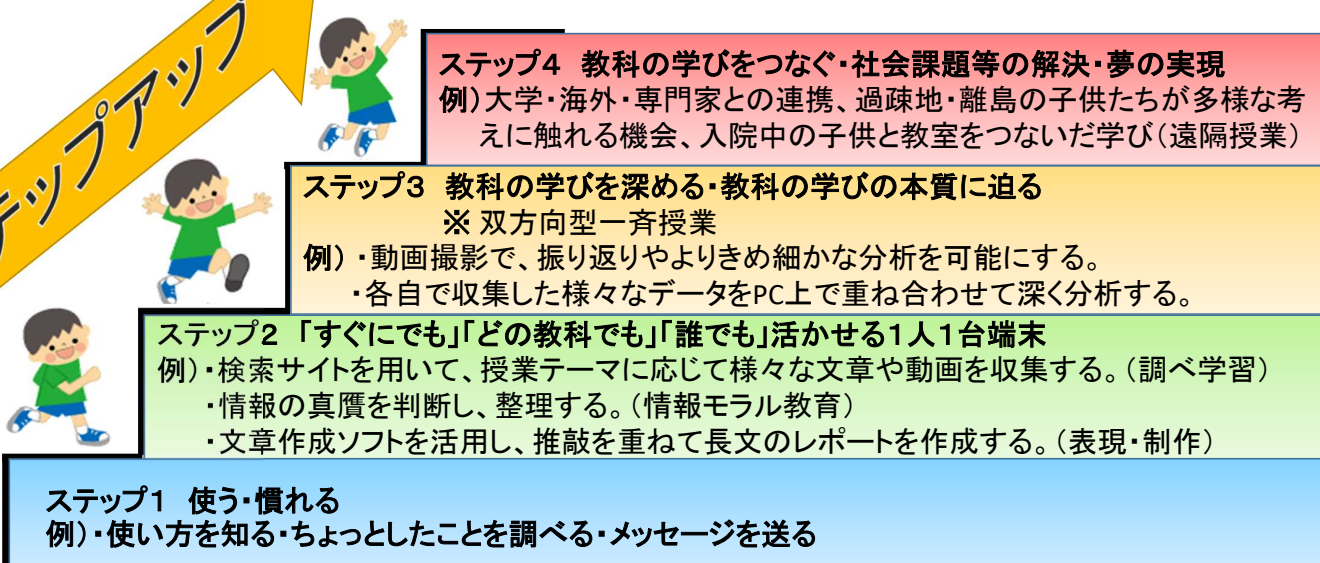 テップアップ
ステップ4 教科の学びをつなぐ・社会課題等の解決・夢の実現
例)大学・海外・専門家との連携、過疎地・離島の子供たちが多様な考
えに触れる機会、入院中の子供と教室をつないだ学び(遠隔授業)
ステップ3 教科の学びを深める・教科の学びの本質に迫る
※ 双方向型一斉授業
例) ・動画撮影で、振り返りやよりきめ細かな分析を可能にする。
・各自で収集した様々なデータをPC上で重ね合わせて深く分析する。
ステップ2 「すぐにでも」「どの教科でも」「誰でも」活かせる1人1台端末
例)・検索サイトを用いて、授業テーマに応じて様々な文章や動画を収集する。(調べ学習)
・情報の真贋を判断し、整理する。(情報モラル教育)
・文章作成ソフトを活用し、推敲を重ねて長文のレポートを作成する。(表現・制作)
ステップ1 使う・慣れる
例)・使い方を知る・ちょっとしたことを調べる・メッセージを送る